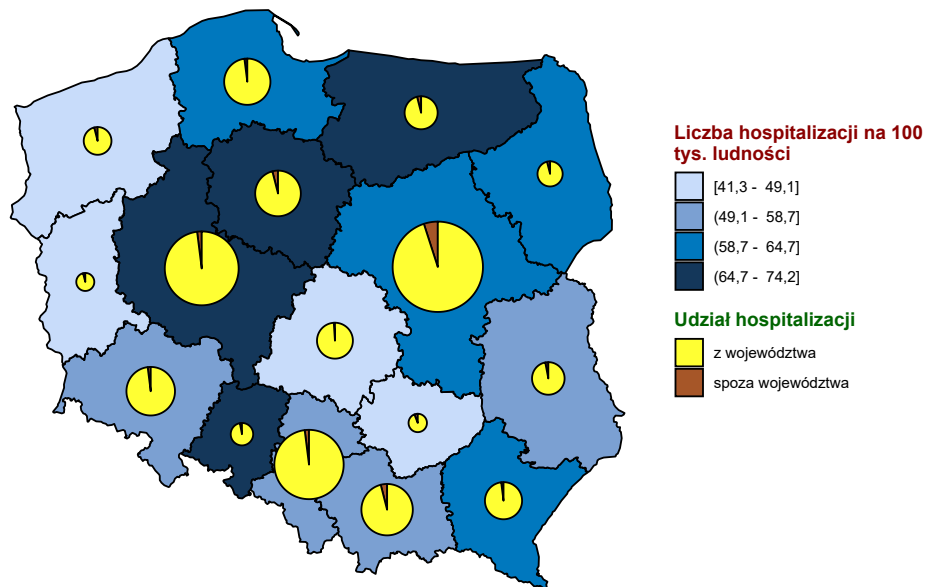 Liczba hospitalizacji na 100
tys. ludności
[41,3 - 49,1]
(49,1 - 58,7]
(58,7 - 64,7]
(64,7 - 74,2]
Udział hospitalizacji
z województwa
spoza województwa